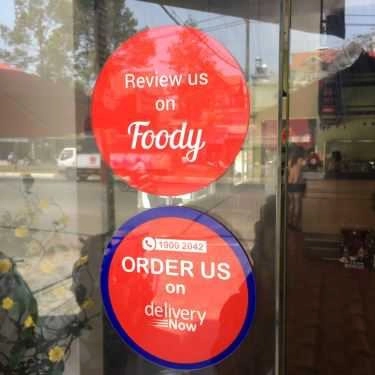 Review us
on
Foody
1900 2042
ORDER US
on
delivery
Now